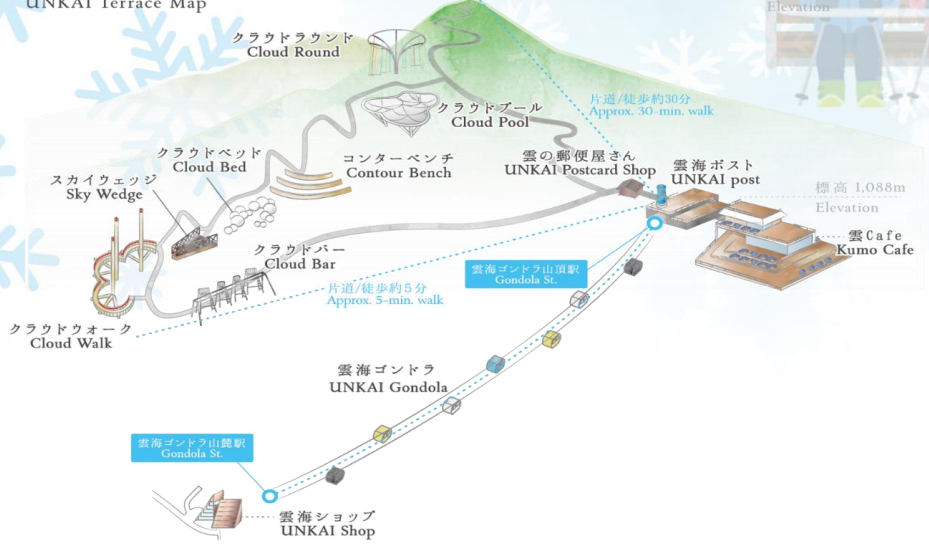 UNKAI Terrace Map
Elevation
クラウドラウンド
Cloud Round
片道/徒歩約30分
Approx. 30-min. walk
クラウドプール
Cloud Pool
クラウドベッド
Cloud Bed
コンターベンチ
Contour Bench
雲の郵便屋さん
UNKAI Postcard Shop
雲海ポスト
UNKAI post
スカイウェッジ
Sky Wedge
標高 1,088m
Elevation
雲Cafe
Kumo Cafe
クラウドバー
Cloud Bar
雲海ゴンドラ山頂駅
Gondola St.
片道/徒歩約5分
Approx. 5-min. walk
クラウドウォーク
Cloud Walk
雲海ゴンドラ
UNKAI Gondola
雲海ゴンドラ山麓駅
Gondola St.
雲海ショップ
UNKAI Shop